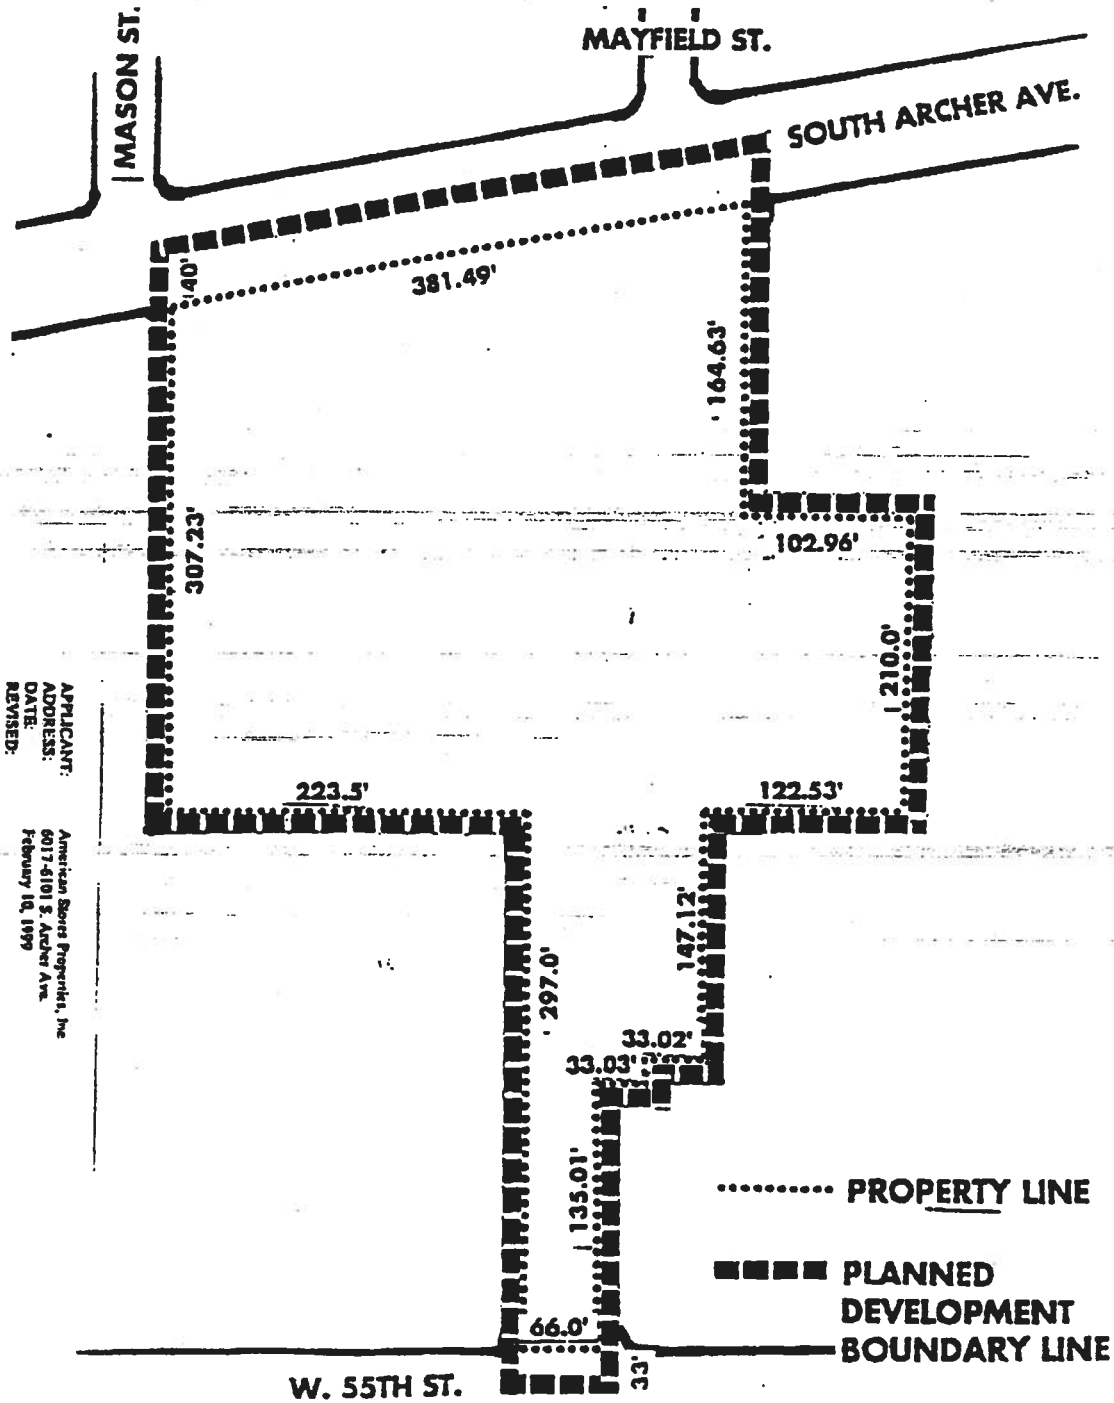 MASON ST.
MAYFIELD ST.
SOUTH ARCHER AVE.
40'
381.49'
164.63'
307.23'
102.96'
210.0'
223.5'
122.53'
147.12'
297.0'
33.02'
33.03'
135.01'
66.0'
33'
W. 55TH ST.
PROPERTY LINE
PLANNED
DEVELOPMENT
BOUNDARY LINE
APPLICANT: American Stores Properties, Inc
ADDRESS: 6017-6101 S. Archer Ave.
DATE: February 10, 1999
REVISED: